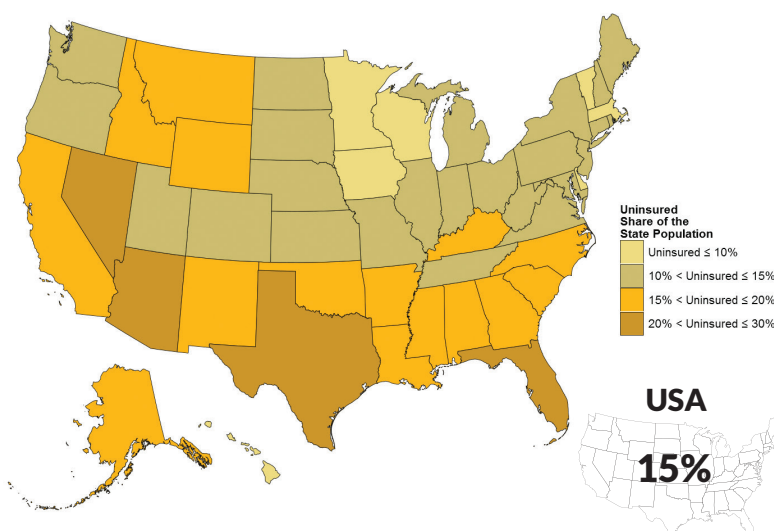 Uninsured
Share of the
State Population
Uninsured ≤ 10%
10% < Uninsured ≤ 15%
15% < Uninsured ≤ 20%
20% < Uninsured ≤ 30%
USA
15%